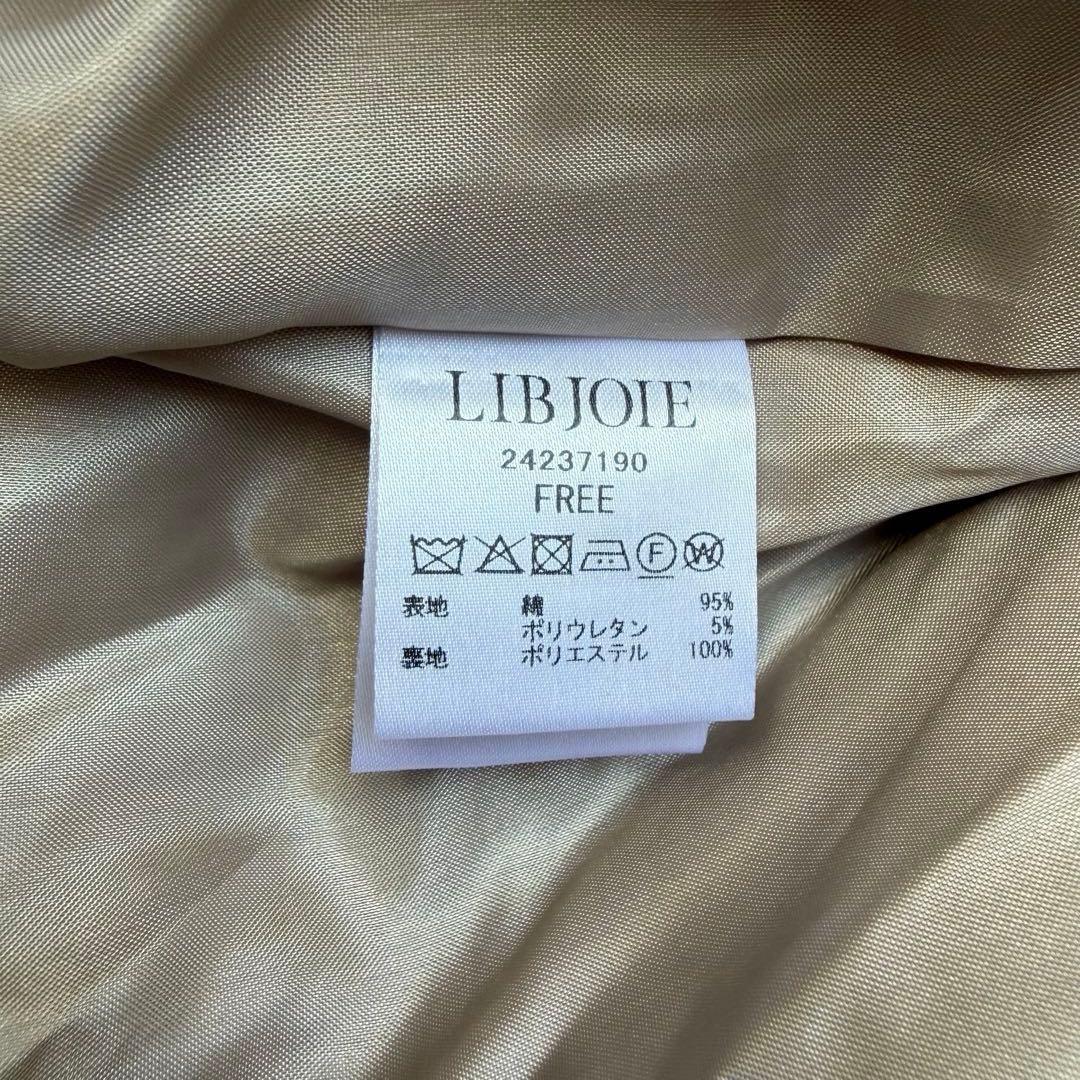 LIBJOIE
24237190
FREE
F W
表地 綿 95%
ポリウレタン 5%
裏地 ポリエステル 100%